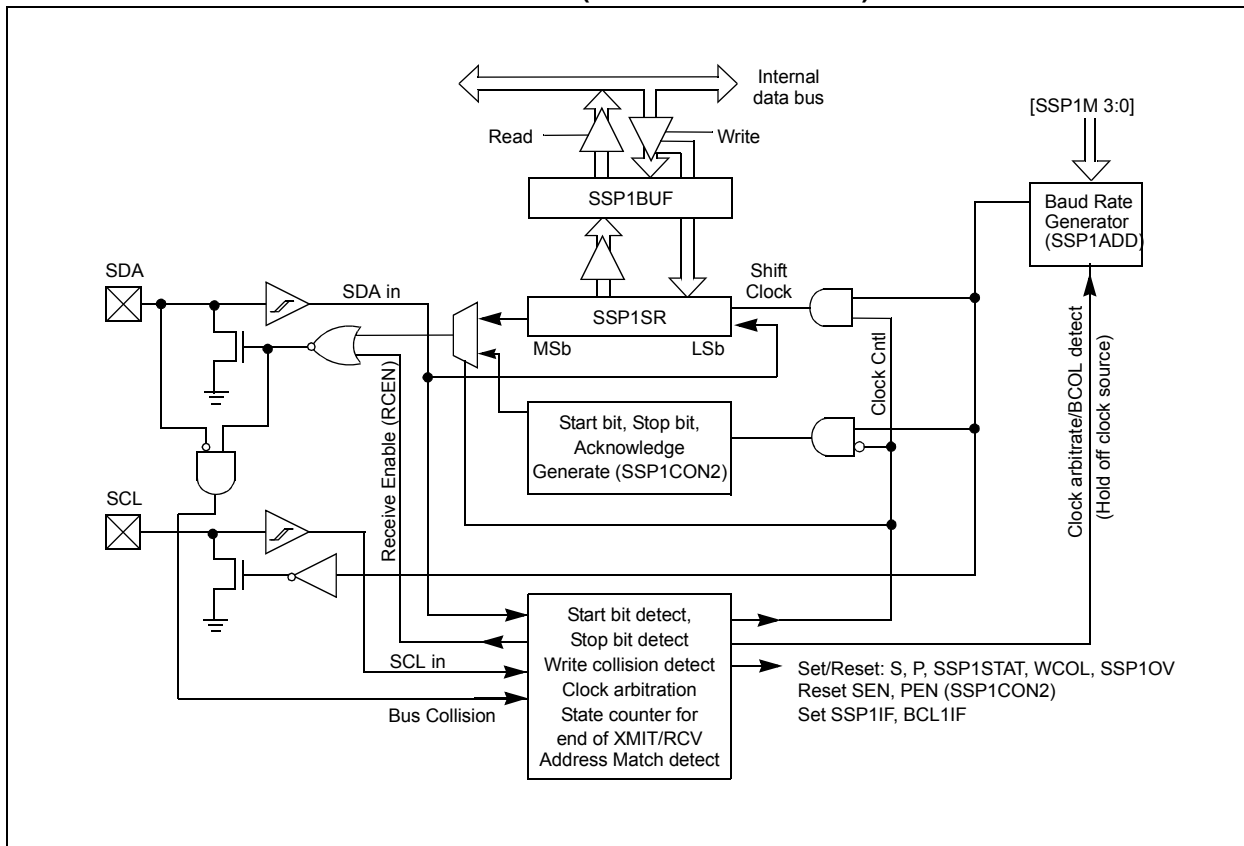 Internal
data bus
[SSP1M 3:0]
Read
Write
SSP1BUF
Baud Rate
Generator
(SSP1ADD)
SDA
Shift
Clock
SDA in
SSP1SR
MSb
LSb
Clock Cntl
Clock arbitrate/BCOL detect
(Hold off clock source)
Receive Enable (RCEN)
Start bit, Stop bit,
Acknowledge
Generate (SSP1CON2)
SCL
Start bit detect,
Stop bit detect
Write collision detect
Clock arbitration
State counter for
end of XMIT/RCV
Address Match detect
SCL in
Bus Collision
Set/Reset: S, P, SSP1STAT, WCOL, SSP1OV
Reset SEN, PEN (SSP1CON2)
Set SSP1IF, BCL1IF